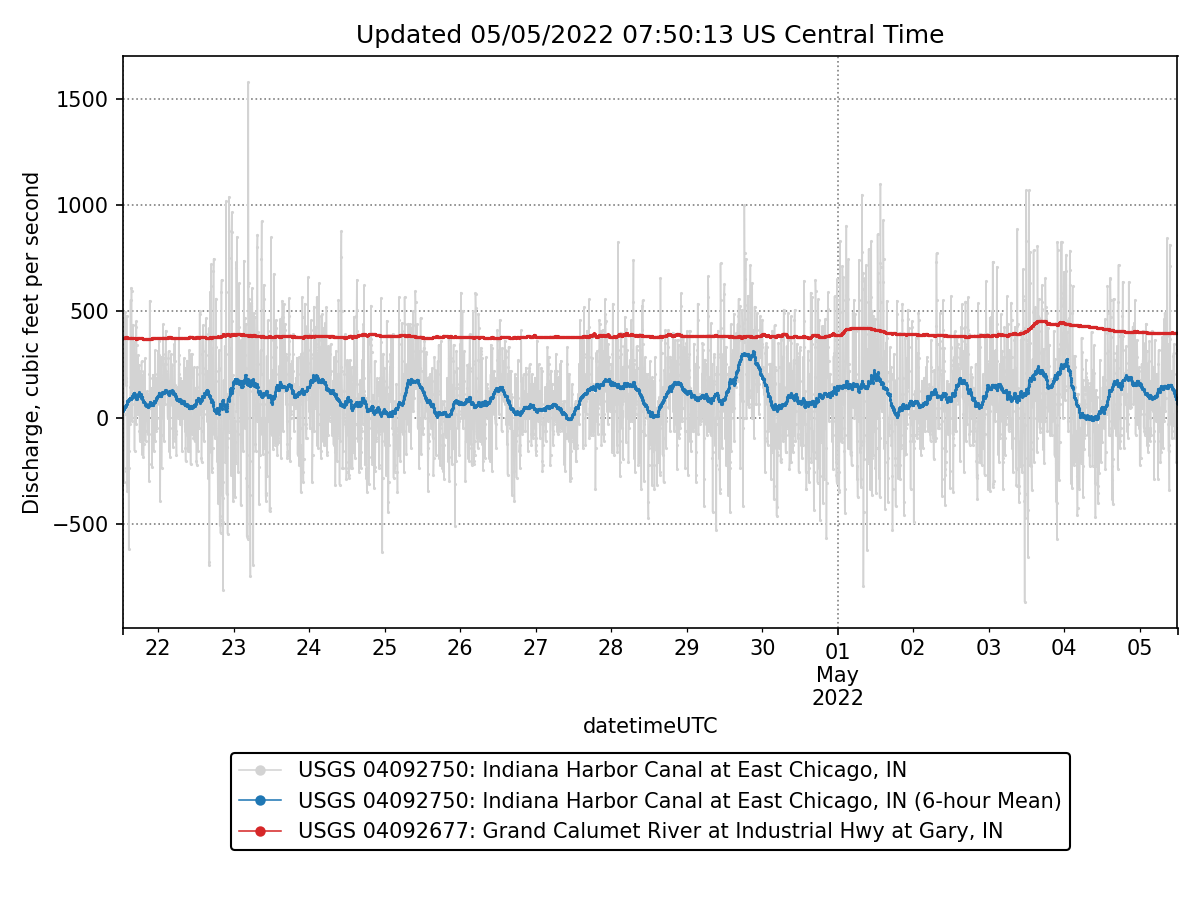 Updated 05/05/2022 07:50:13 US Central Time
Discharge, cubic feet per second
1500
1000
500
0
−500
22 23 24 25 26 27 28 29 30 01 02 03 04 05
May
2022
datetimeUTC
USGS 04092750: Indiana Harbor Canal at East Chicago, IN
USGS 04092750: Indiana Harbor Canal at East Chicago, IN (6-hour Mean)
USGS 04092677: Grand Calumet River at Industrial Hwy at Gary, IN